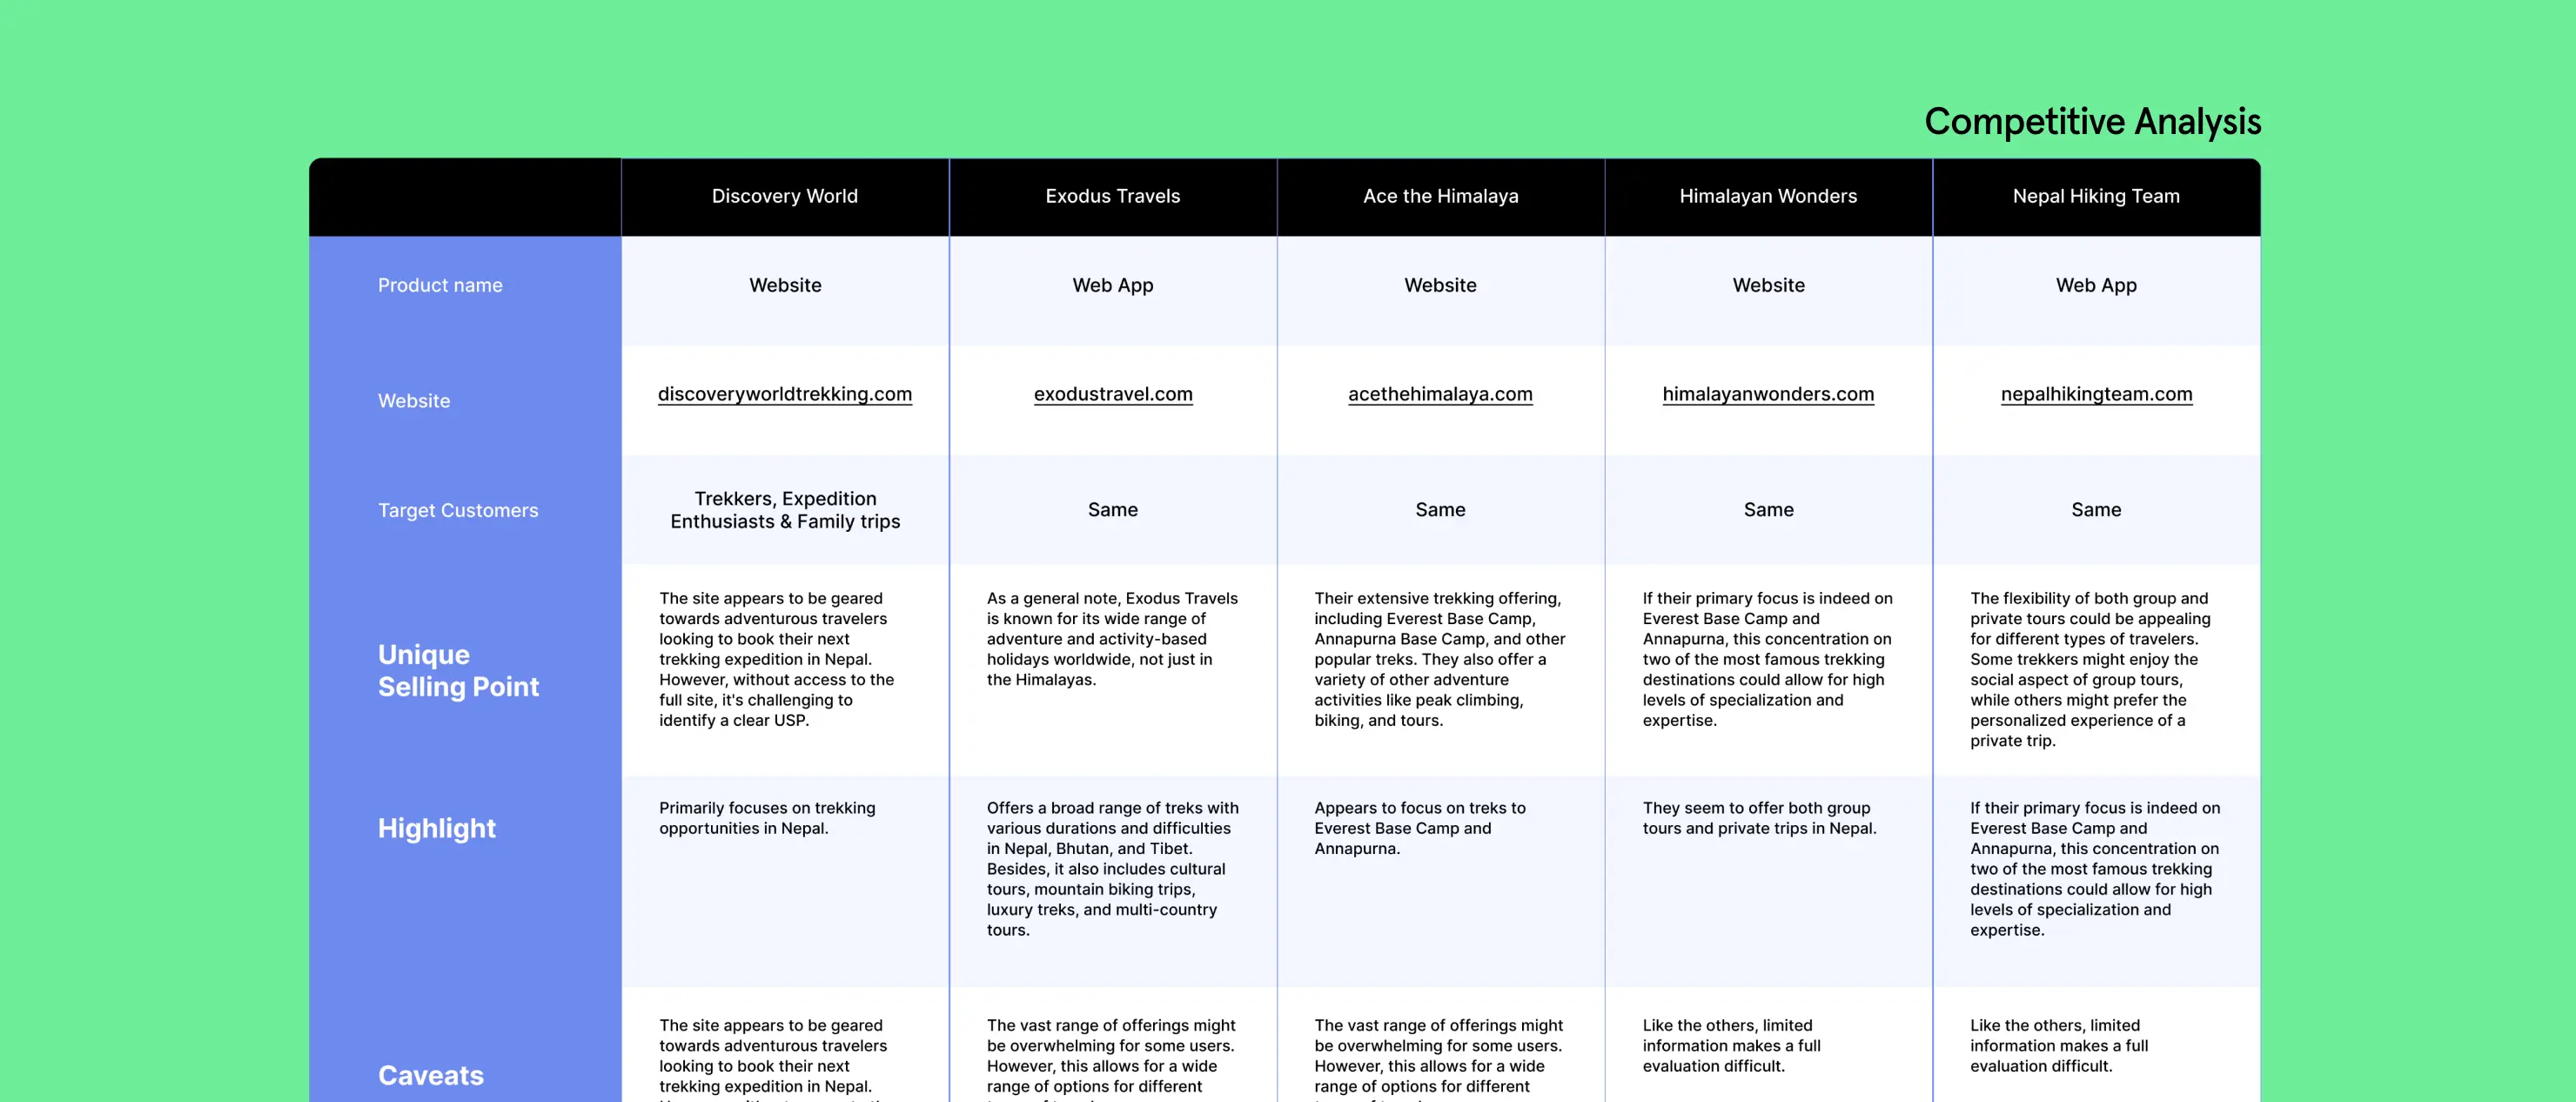 Competitive Analysis
Discovery World
Exodus Travels
Ace the Himalaya
Himalayan Wonders
Nepal Hiking Team
Product name
Website
Web App
Website
Website
Web App
Website
discoveryworldtrekking.com
exodustravel.com
acethehimalaya.com
himalayanwonders.com
nepalhikingteam.com
Target Customers
Trekkers, Expedition
Enthusiasts & Family trips
Same
Same
Same
Same
Unique
Selling Point
The site appears to be geared
towards adventurous travelers
looking to book their next
trekking expedition in Nepal.
However, without access to the
full site, it's challenging to
identify a clear USP.
As a general note, Exodus Travels
is known for its wide range of
adventure and activity-based
holidays worldwide, not just in
the Himalayas.
Their extensive trekking offering,
including Everest Base Camp,
Annapurna Base Camp, and other
popular treks. They also offer a
variety of other adventure
activities like peak climbing,
biking, and tours.
If their primary focus is indeed on
Everest Base Camp and
Annapurna, this concentration on
two of the most famous trekking
destinations could allow for high
levels of specialization and
expertise.
The flexibility of both group and
private tours could be appealing
for different types of travelers.
Some trekkers might enjoy the
social aspect of group tours,
while others might prefer the
personalized experience of a
private trip.
Highlight
Primarily focuses on trekking
opportunities in Nepal.
Offers a broad range of treks with
various durations and difficulties
in Nepal, Bhutan, and Tibet.
Besides, it also includes cultural
tours, mountain biking trips,
luxury treks, and multi-country
tours.
Appears to focus on treks to
Everest Base Camp and
Annapurna.
They seem to offer both group
tours and private trips in Nepal.
If their primary focus is indeed on
Everest Base Camp and
Annapurna, this concentration on
two of the most famous trekking
destinations could allow for high
levels of specialization and
expertise.
Caveats
The site appears to be geared
towards adventurous travelers
looking to book their next
trekking expedition in Nepal.
The vast range of offerings might
be overwhelming for some users.
However, this allows for a wide
range of options for different
The vast range of offerings might
be overwhelming for some users.
However, this allows for a wide
range of options for different
Like the others, limited
information makes a full
evaluation difficult.
Like the others, limited
information makes a full
evaluation difficult.